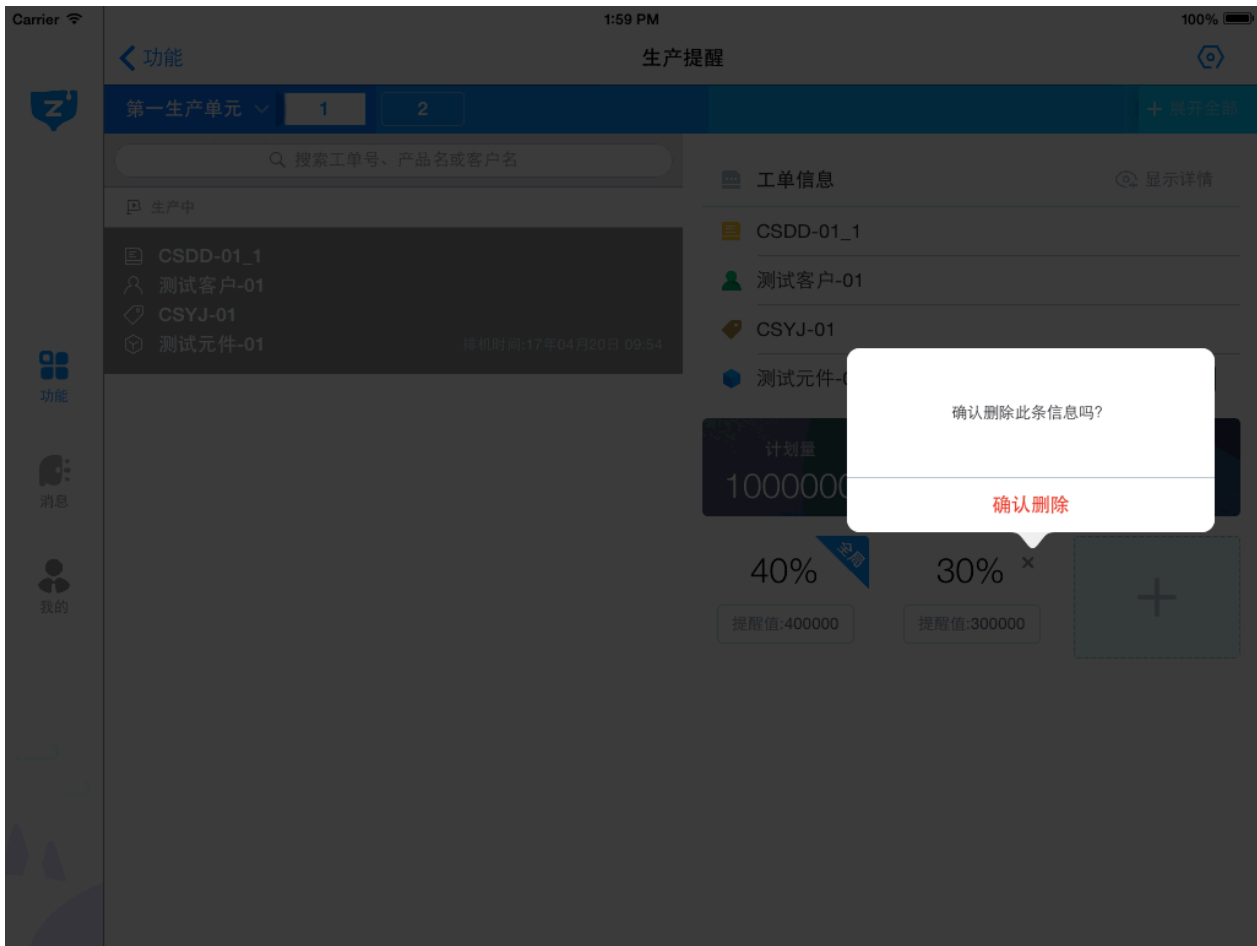 Carrier
1:59 PM
100%
功能
生产提醒
第一生产单元
1
2
+ 展开全部
搜索工单号、产品名或客户名
生产中
CSDD-01_1
测试客户-01
CSYJ-01
测试元件-01
排机时间:17年04月20日 09:54
功能
消息
我的
工单信息
显示详情
CSDD-01_1
测试客户-01
CSYJ-01
测试元件-
计划量
1000000
确认删除此条信息吗?
确认删除
40%
全局
提醒值:400000
30%
提醒值:300000